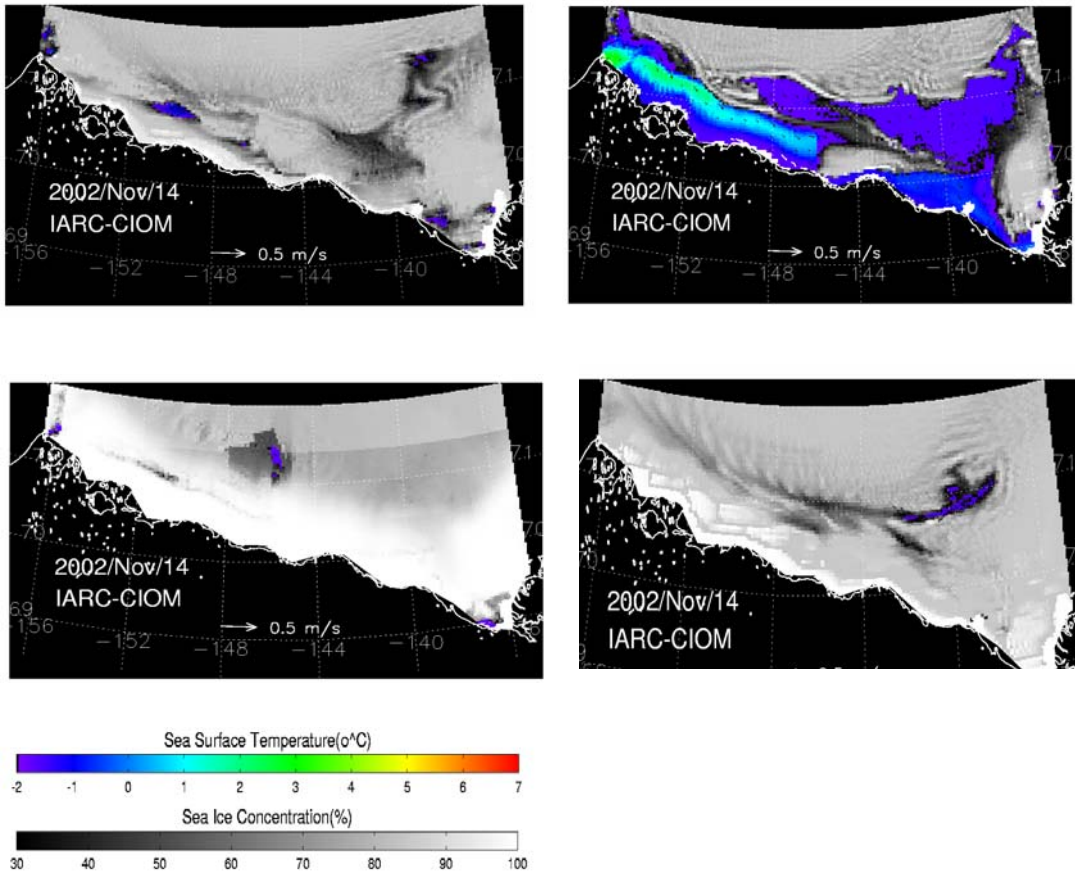 71
70
2002/Nov/14
IARC-CIOM
69
0.5 m/s
-156
-152
-148
-144
-140
71
70
2002/Nov/14
IARC-CIOM
69
0.5 m/s
-156
-152
-148
-144
-140
71
70
2002/Nov/14
IARC-CIOM
69
0.5 m/s
-156
-152
-148
-144
-140
71
70
2002/Nov/14
IARC-CIOM
Sea Surface Temperature(o^C)
-2 -1 0 1 2 3 4 5 6 7
Sea Ice Concentration(%)
30 40 50 60 70 80 90 100